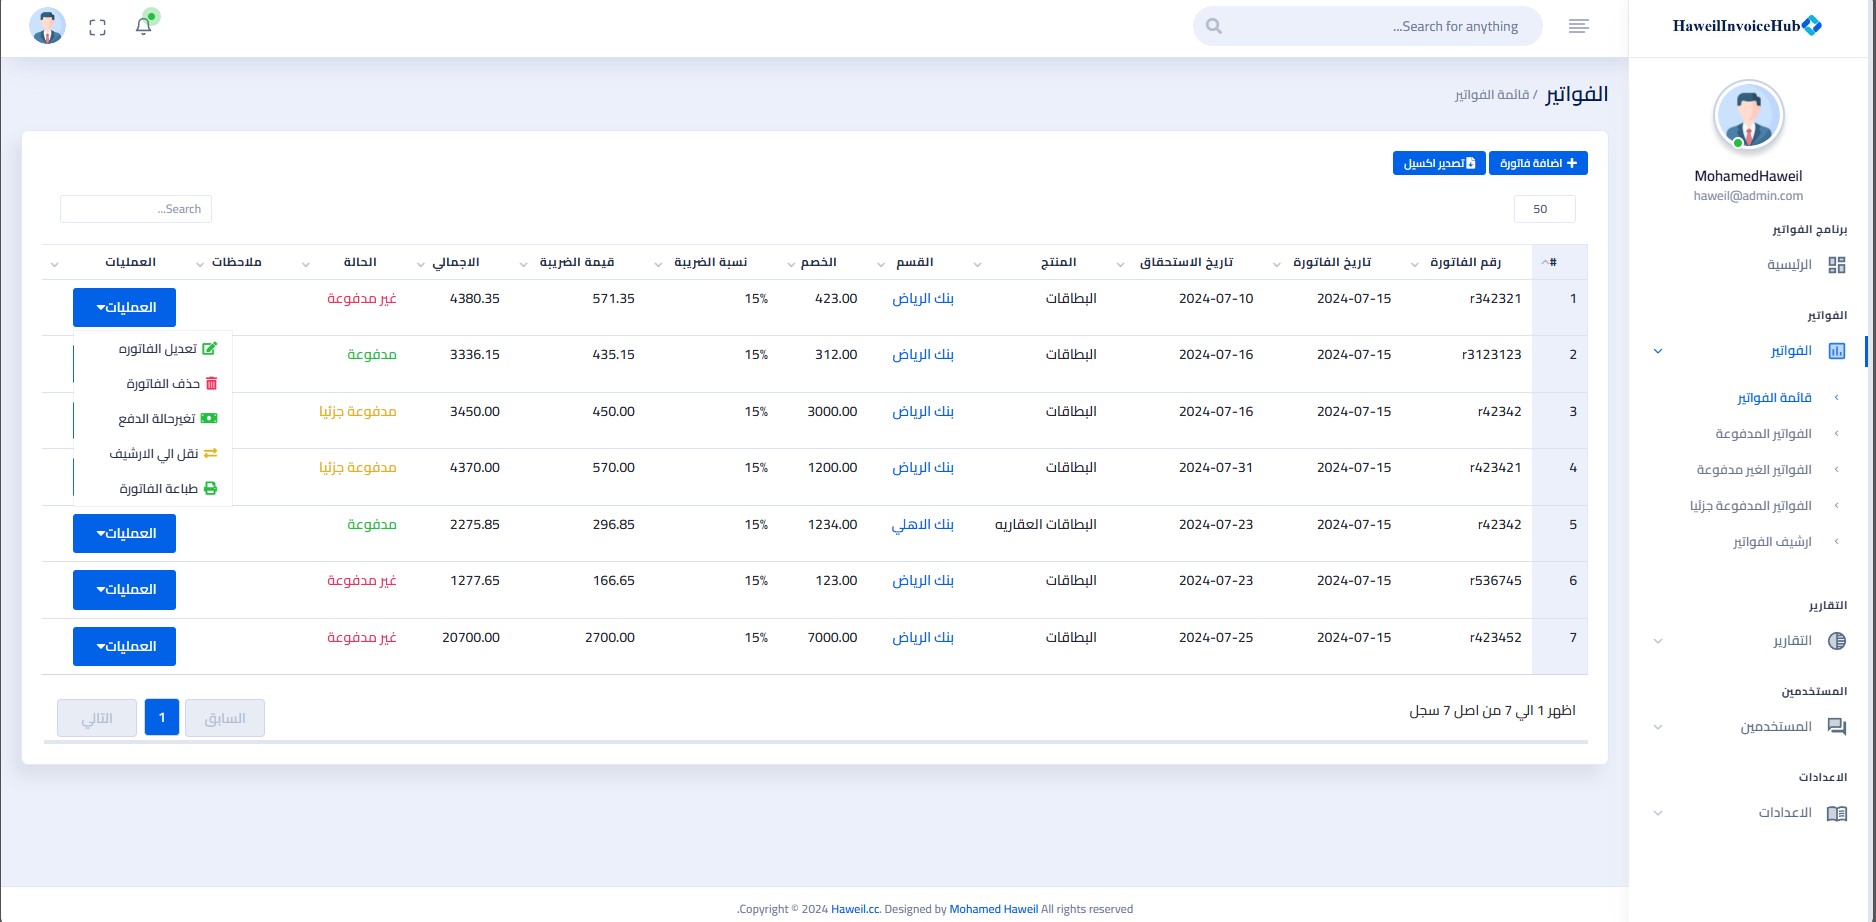 HaweilInvoiceHub
Search for anything...
MohamedHaweil
haweil@admin.com
برنامج الفواتير
الرئيسية
الفواتير
الفواتير
قائمة الفواتير
الفواتير المدفوعة
الفواتير الغير مدفوعة
الفواتير المدفوعة جزئيا
ارشيف الفواتير
التقارير
التقارير
المستخدمين
المستخدمين
الاعدادات
الاعدادات
الفواتير / قائمة الفواتير
اضافة فاتورة تصدير اكسيل
50 Search...
# رقم الفاتورة تاريخ الفاتورة تاريخ الاستحقاق المنتج القسم الخصم نسبة الضريبة قيمة الضريبة الاجمالي الحالة ملاحظات العمليات
1 r342321 2024-07-15 2024-07-10 البطاقات بنك الرياض 423.00 15% 571.35 4380.35 غير مدفوعة العمليات
تعديل الفاتوره
حذف الفاتورة
تغيرحالة الدفع
نقل الي الارشيف
طباعة الفاتورة
2 r3123123 2024-07-15 2024-07-16 البطاقات بنك الرياض 312.00 15% 435.15 3336.15 مدفوعة
3 r42342 2024-07-15 2024-07-16 البطاقات بنك الرياض 3000.00 15% 450.00 3450.00 مدفوعة جزئيا
4 r423421 2024-07-15 2024-07-31 البطاقات بنك الرياض 1200.00 15% 570.00 4370.00 مدفوعة جزئيا
5 r42342 2024-07-15 2024-07-23 البطاقات العقاريه بنك الاهلي 1234.00 15% 296.85 2275.85 مدفوعة العمليات
6 r536745 2024-07-15 2024-07-23 البطاقات بنك الرياض 123.00 15% 166.65 1277.65 غير مدفوعة العمليات
7 r423452 2024-07-15 2024-07-25 البطاقات بنك الرياض 7000.00 15% 2700.00 20700.00 غير مدفوعة العمليات
اظهر 1 الي 7 من اصل 7 سجل
السابق 1 التالي
Copyright © 2024 Haweil.cc. Designed by Mohamed Haweil All rights reserved.